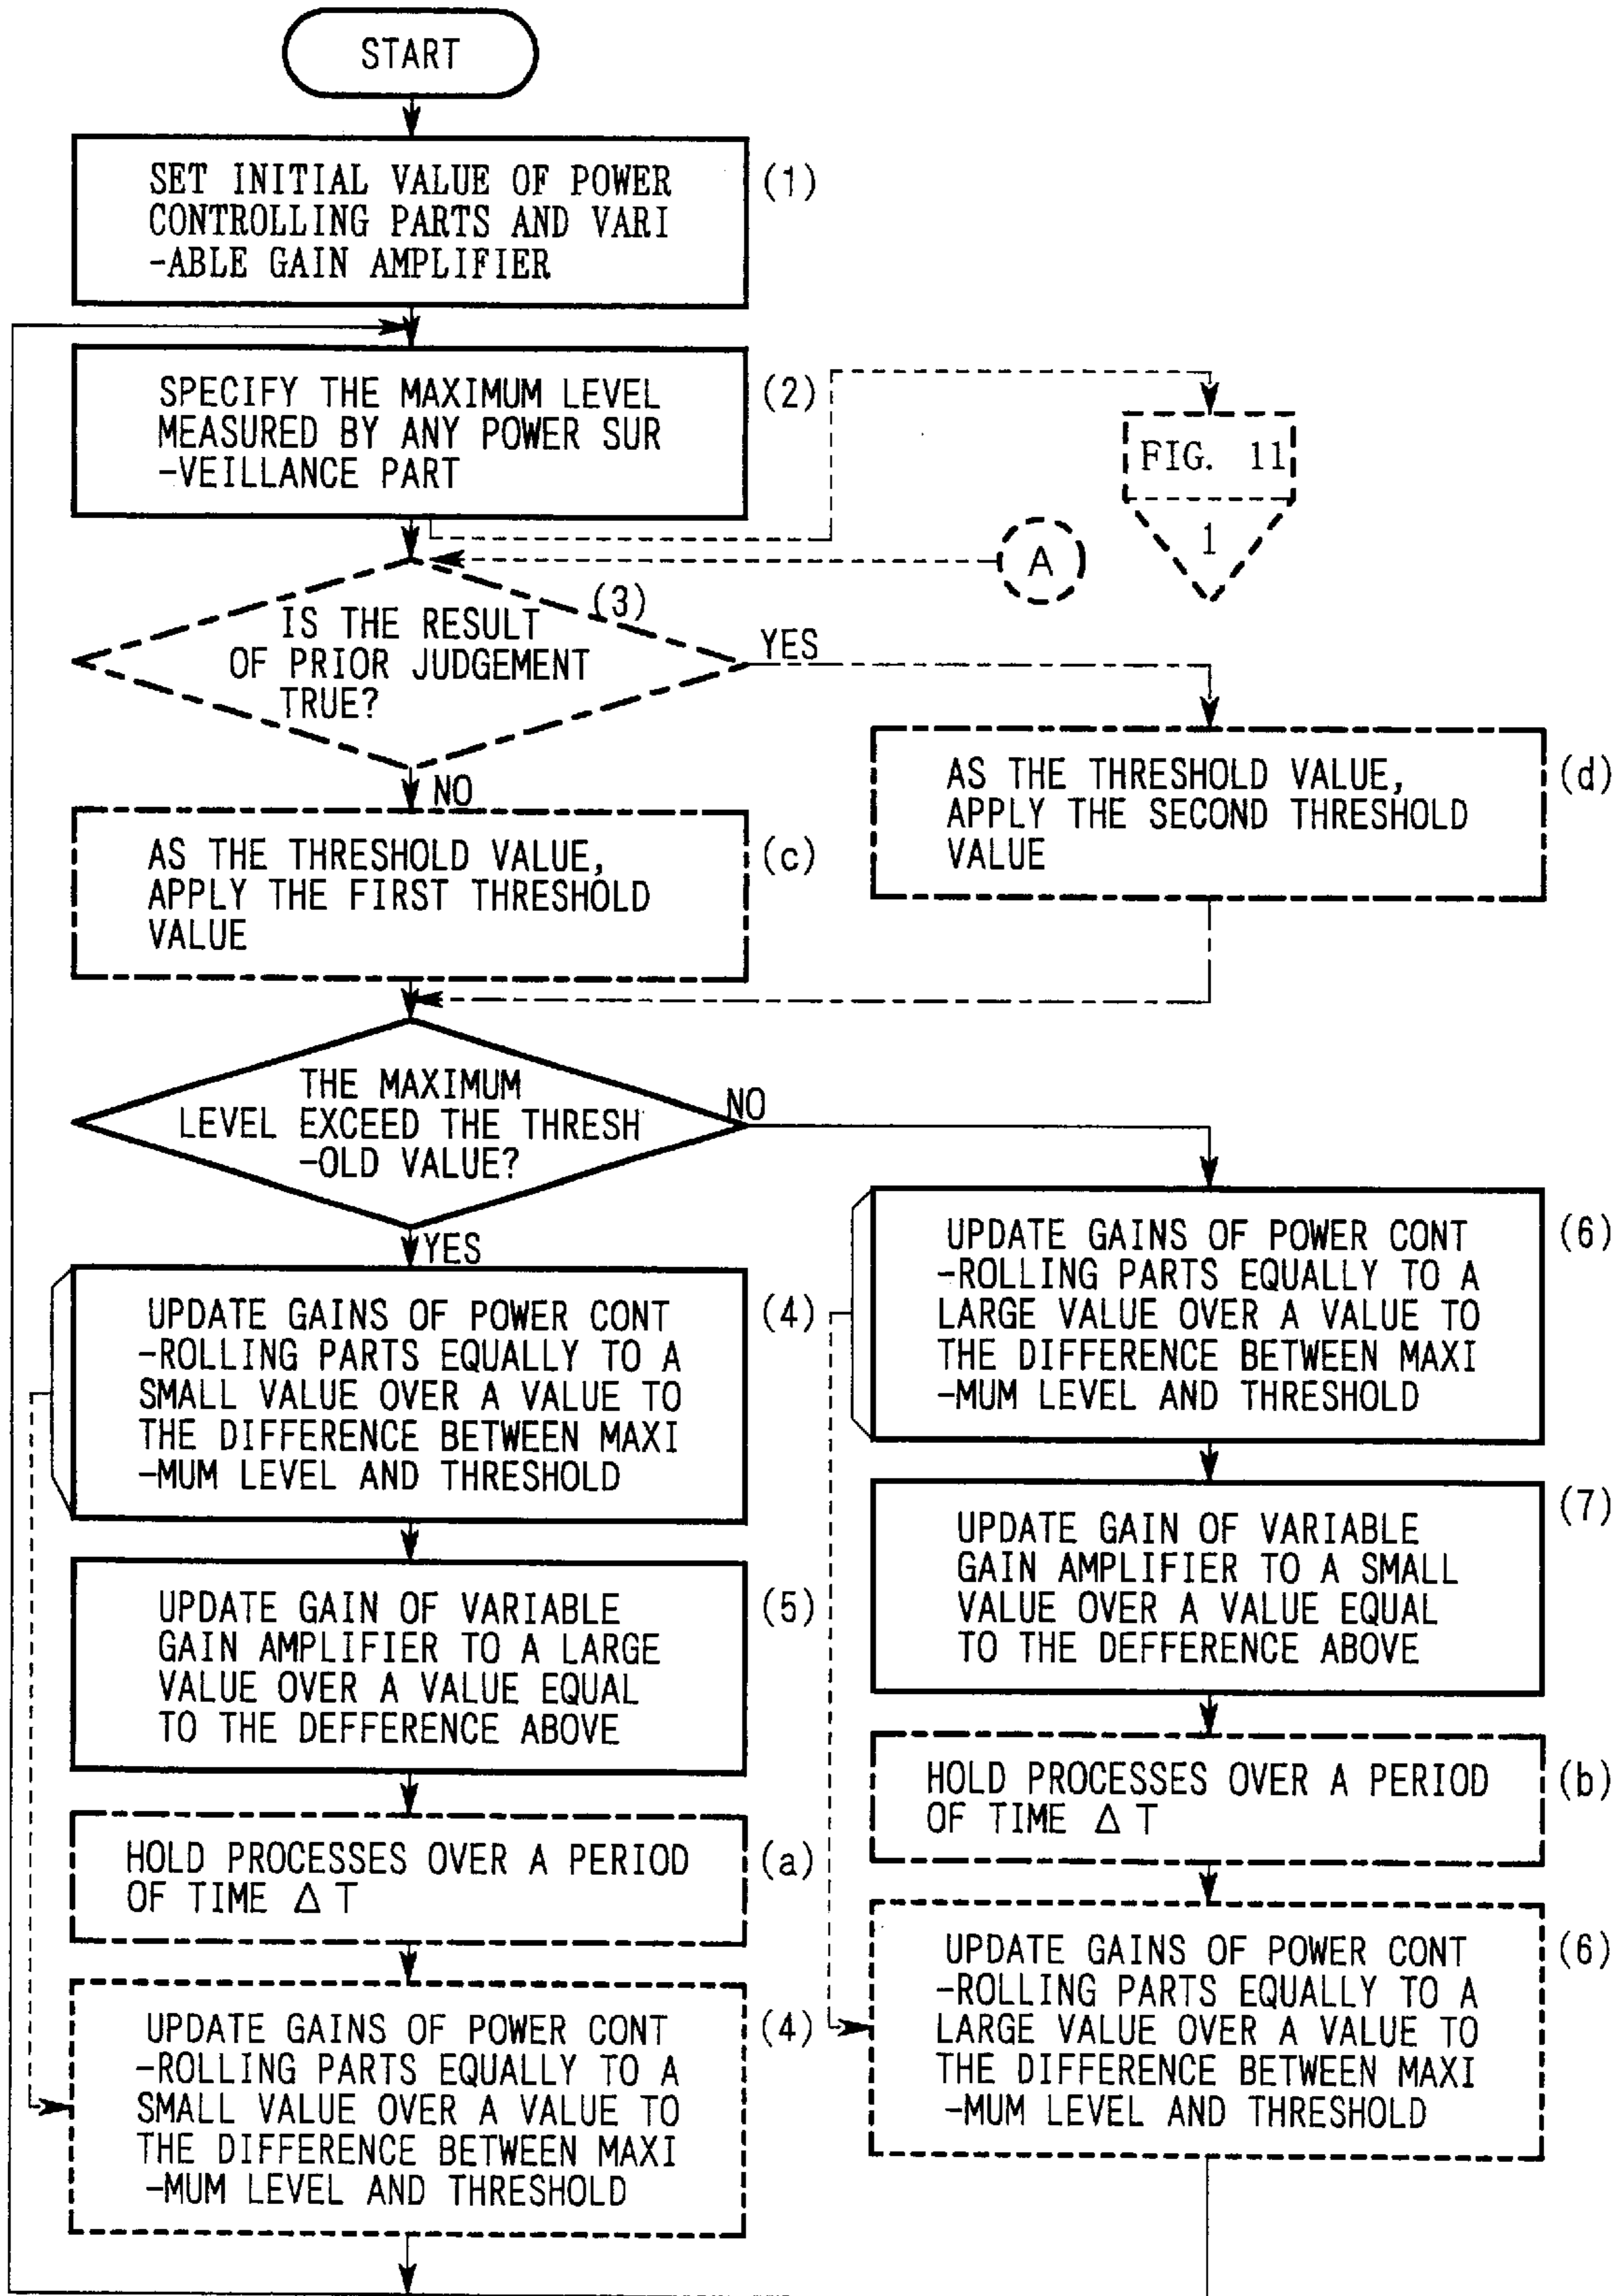 START
SET INITIAL VALUE OF POWER
CONTROLLING PARTS AND VARI
-ABLE GAIN AMPLIFIER
(1)
SPECIFY THE MAXIMUM LEVEL
MEASURED BY ANY POWER SUR
-VEILLANCE PART
(2)
FIG. 11
1
A
(3)
IS THE RESULT
OF PRIOR JUDGEMENT
TRUE?
YES
NO
AS THE THRESHOLD VALUE,
APPLY THE SECOND THRESHOLD
VALUE
(d)
AS THE THRESHOLD VALUE,
APPLY THE FIRST THRESHOLD
VALUE
(c)
THE MAXIMUM
LEVEL EXCEED THE THRESH
-OLD VALUE?
NO
YES
UPDATE GAINS OF POWER CONT
-ROLLING PARTS EQUALLY TO A
SMALL VALUE OVER A VALUE TO
THE DIFFERENCE BETWEEN MAXI
-MUM LEVEL AND THRESHOLD
(4)
UPDATE GAIN OF VARIABLE
GAIN AMPLIFIER TO A LARGE
VALUE OVER A VALUE EQUAL
TO THE DEFFERENCE ABOVE
(5)
HOLD PROCESSES OVER A PERIOD
OF TIME Δ T
(a)
UPDATE GAINS OF POWER CONT
-ROLLING PARTS EQUALLY TO A
SMALL VALUE OVER A VALUE TO
THE DIFFERENCE BETWEEN MAXI
-MUM LEVEL AND THRESHOLD
(4)
UPDATE GAINS OF POWER CONT
-ROLLING PARTS EQUALLY TO A
LARGE VALUE OVER A VALUE TO
THE DIFFERENCE BETWEEN MAXI
-MUM LEVEL AND THRESHOLD
(6)
UPDATE GAIN OF VARIABLE
GAIN AMPLIFIER TO A SMALL
VALUE OVER A VALUE EQUAL
TO THE DEFFERENCE ABOVE
(7)
HOLD PROCESSES OVER A PERIOD
OF TIME Δ T
(b)
UPDATE GAINS OF POWER CONT
-ROLLING PARTS EQUALLY TO A
LARGE VALUE OVER A VALUE TO
THE DIFFERENCE BETWEEN MAXI
-MUM LEVEL AND THRESHOLD
(6)